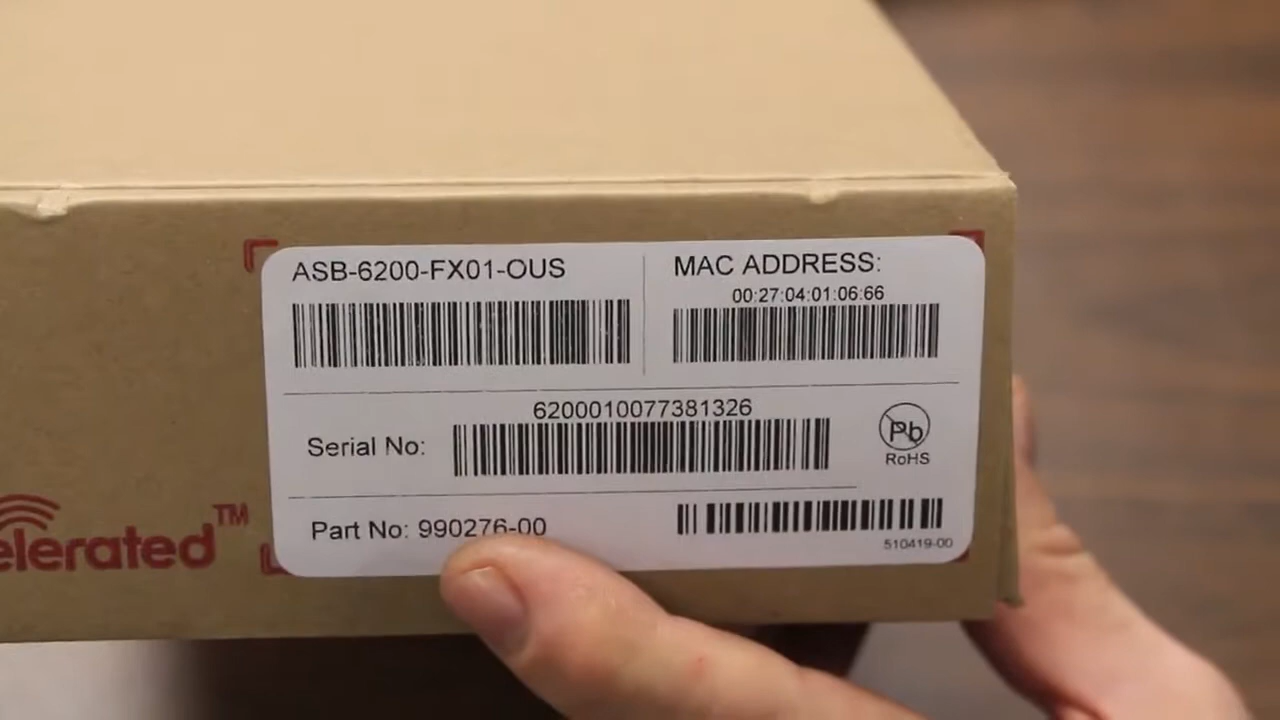 ASB-6200-FX01-OUS
MAC ADDRESS:
00:27:04:01:06:66
6200010077381326
Serial No:
Pb
RoHS
Part No: 990276-00
510419-00
elerated™